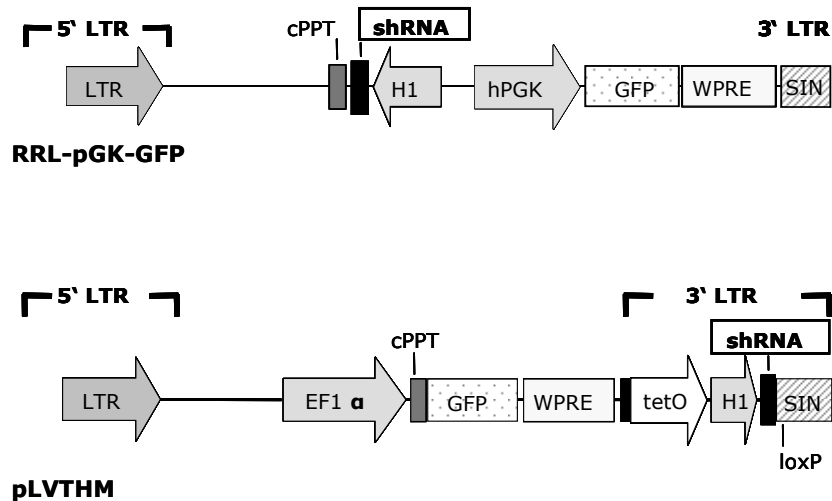 5' LTR
cPPT
shRNA
3' LTR
LTR
H1
hPGK
GFP
WPRE
SIN
RRL-pGK-GFP
5' LTR
3' LTR
cPPT
shRNA
LTR
EF1 α
GFP
WPRE
tetO
H1
SIN
loxP
pLVTHM